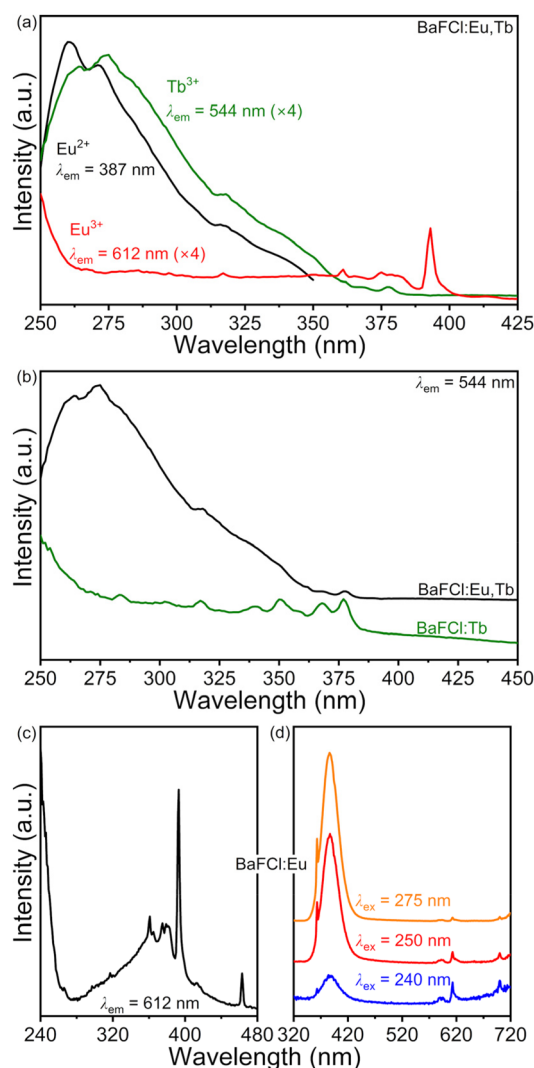 (a)
BaFCl:Eu,Tb
Tb³⁺
λem = 544 nm (×4)
Eu²⁺
λem = 387 nm
Eu³⁺
λem = 612 nm (×4)
Intensity (a.u.)
250 275 300 325 350 375 400 425
Wavelength (nm)
(b)
λem = 544 nm
Intensity (a.u.)
BaFCl:Eu,Tb
BaFCl:Tb
250 275 300 325 350 375 400 425 450
Wavelength (nm)
(c)
(d)
Intensity (a.u.)
BaFCl:Eu
λex = 275 nm
λex = 250 nm
λex = 240 nm
λem = 612 nm
240 320 400 480
320 420 520 620 720
Wavelength (nm)
Wavelength (nm)